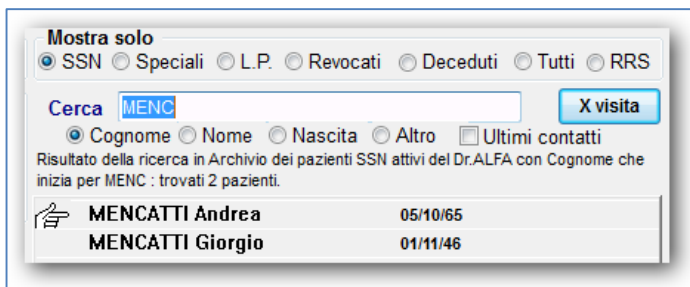 Mostra solo
SSN Speciali L.P. Revocati Deceduti Tutti RRS
Cerca MENC X visita
Cognome Nome Nascita Altro Ultimi contatti
Risultato della ricerca in Archivio dei pazienti SSN attivi del Dr.ALFA con Cognome che
inizia per MENC : trovati 2 pazienti.
MENCATTI Andrea 05/10/65
MENCATTI Giorgio 01/11/46